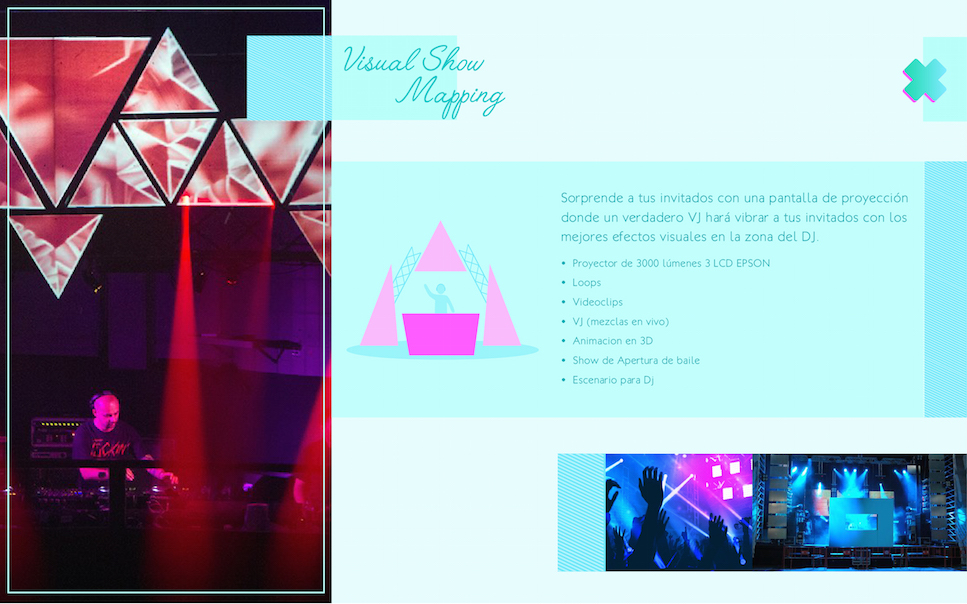 Visual Show
Mapping
Sorprende a tus invitados con una pantalla de proyección
donde un verdadero VJ hará vibrar a tus invitados con los
mejores efectos visuales en la zona del DJ.
• Proyector de 3000 lúmenes 3 LCD EPSON
• Loops
• Videoclips
• VJ (mezclas en vivo)
• Animacion en 3D
• Show de Apertura de baile
• Escenario para Dj